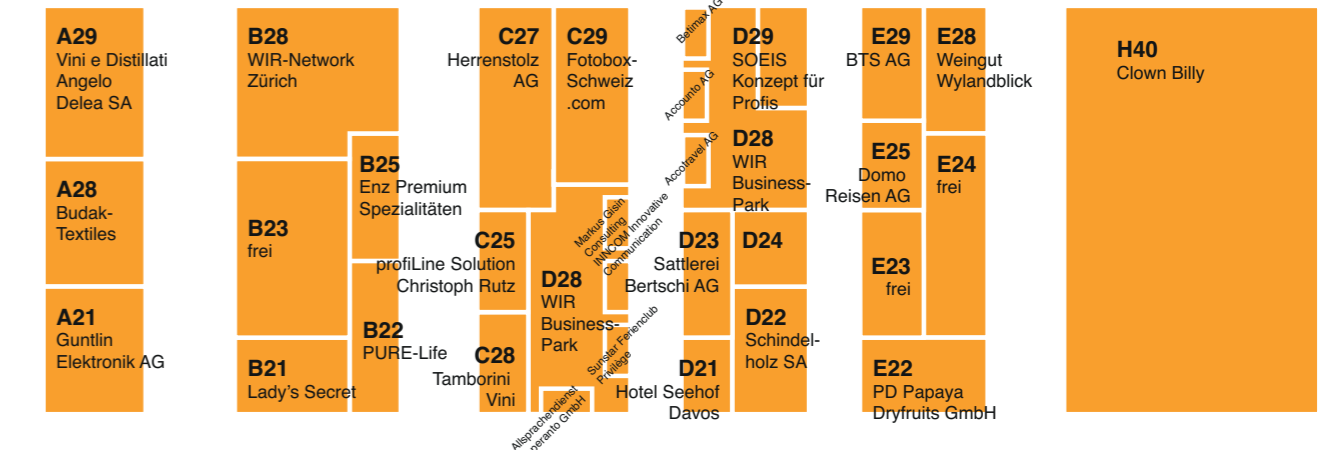 A29
Vini e Distillati
Angelo
Delea SA
A28
Budak-
Textiles
A21
Guntlin
Elektronik AG
B28
WIR-Network
Zürich
B25
Enz Premium
Spezialitäten
B23
frei
B22
PURE-Life
B21
Lady's Secret
C27
Herrenstolz
AG
C29
Fotobox-
Schweiz
.com
C25
profiLine Solution
Christoph Rutz
C28
Tamborini
Vini
D28
WIR
Business-
Park
Markus Gisin
Consulting
INNCOM Innovative
Communication
Sunstar Ferienclub
Privilège
Allsprachendienst
peranto GmbH
Betimax AG
Accounto AG
Accotravel AG
D29
SOEIS
Konzept für
Profis
D28
WIR
Business-
Park
D23
Sattlerei
Bertschi AG
D24
D22
Schindel-
holz SA
D21
Hotel Seehof
Davos
E29
BTS AG
E28
Weingut
Wylandblick
E25
Domo
Reisen AG
E24
frei
E23
frei
E22
PD Papaya
Dryfruits GmbH
H40
Clown Billy